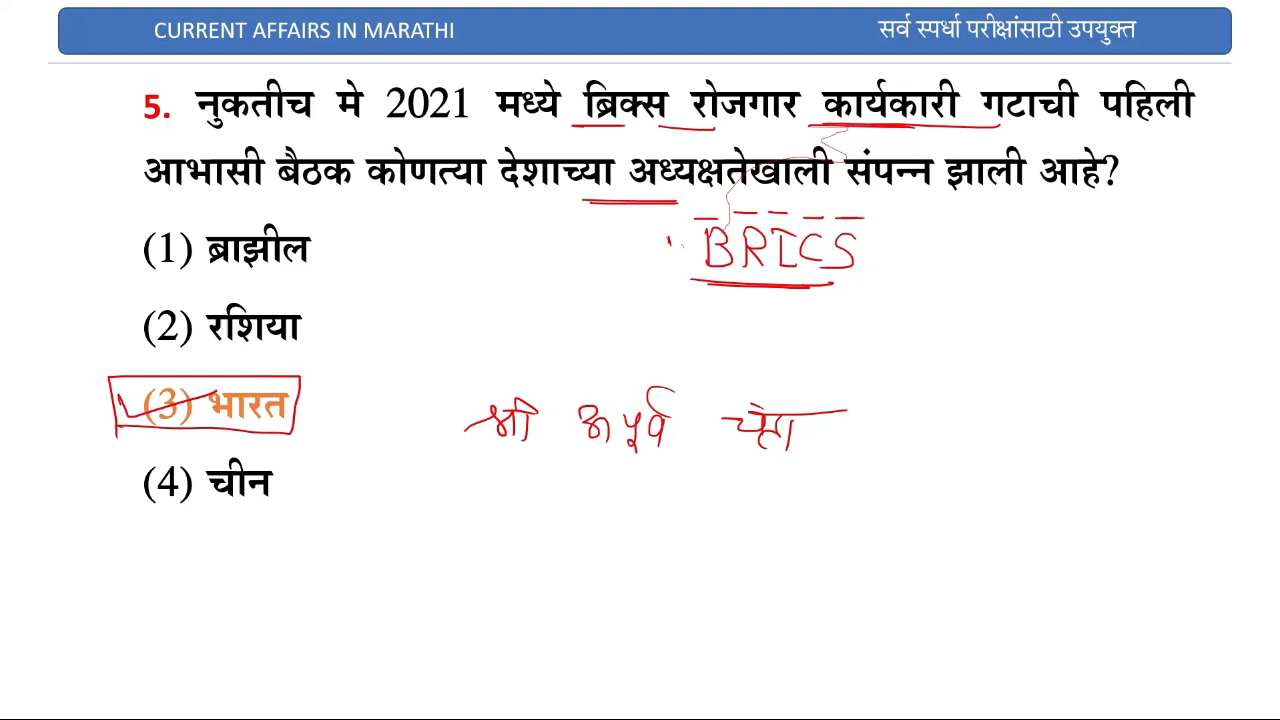 CURRENT AFFAIRS IN MARATHI सर्व स्पर्धा परीक्षांसाठी उपयुक्त
5. नुकतीच मे 2021 मध्ये ब्रिक्स रोजगार कार्यकारी गटाची पहिली
आभासी बैठक कोणत्या देशाच्या अध्यक्षतेखाली संपन्न झाली आहे?
(1) ब्राझील
BRICS
(2) रशिया
(3) भारत
श्री अपूर्व
(4) चीन